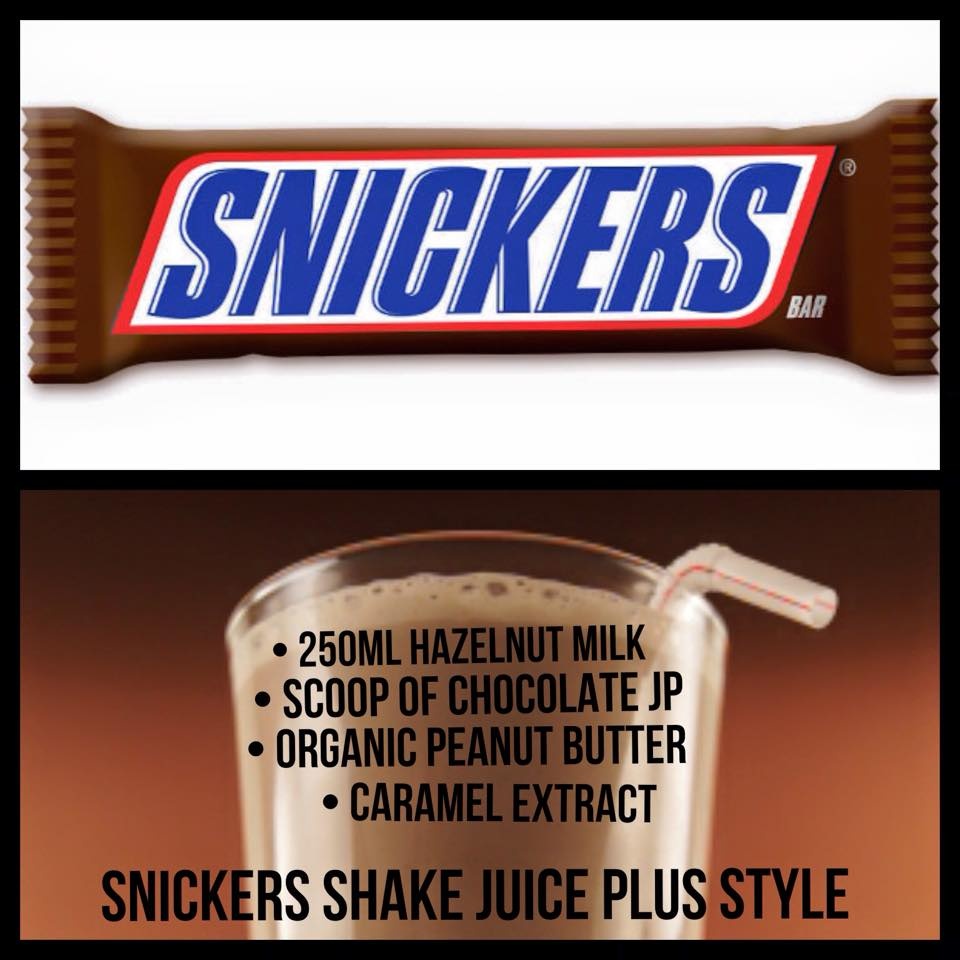 SNICKERS
®
BAR
• 250ML HAZELNUT MILK
• SCOOP OF CHOCOLATE JP
• ORGANIC PEANUT BUTTER
• CARAMEL EXTRACT
SNICKERS SHAKE JUICE PLUS STYLE